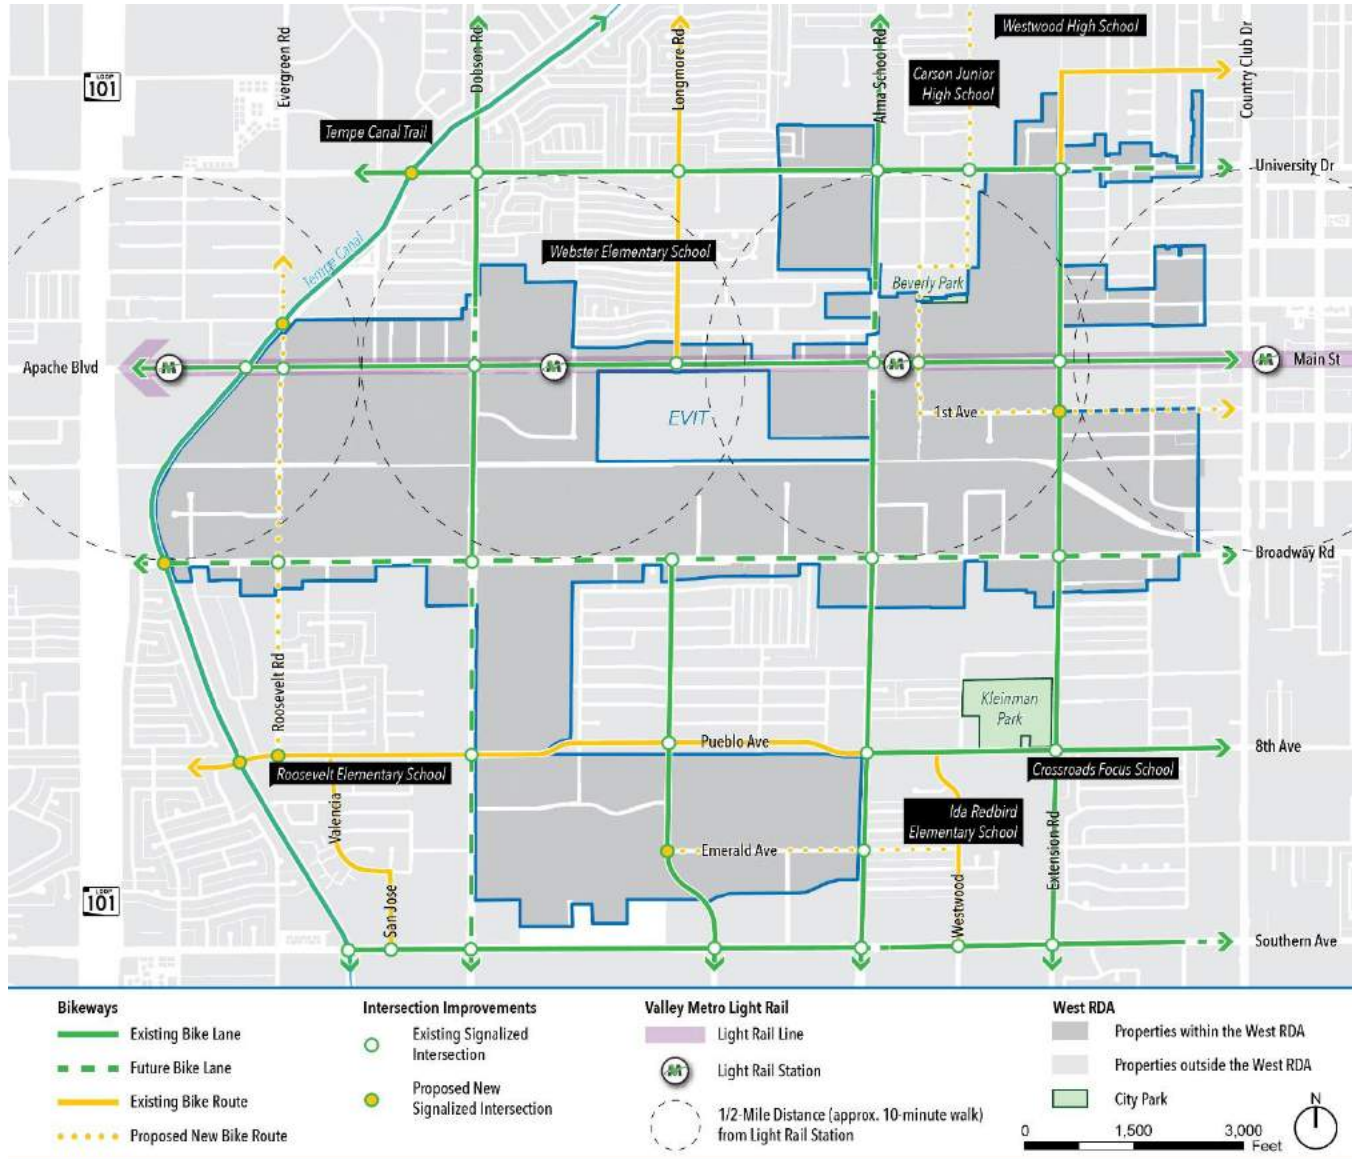 Westwood High School
LOOP
101
Evergreen Rd
Dobson Rd
Longmore Rd
Alma School Rd
Carson Junior
High School
Country Club Dr
Tempe Canal Trail
University Dr
Tempe Canal
Webster Elementary School
Beverly Park
Apache Blvd
M
M
M
M
Main St
EVIT
1st Ave
Broadway Rd
Roosevelt Rd
Kleinman
Park
Pueblo Ave
8th Ave
Roosevelt Elementary School
Crossroads Focus School
Valencia
Ida Redbird
Elementary School
Extension Rd
Emerald Ave
LOOP
101
San Jose
Westwood
Southern Ave
Bikeways
Existing Bike Lane
Future Bike Lane
Existing Bike Route
Proposed New Bike Route
Intersection Improvements
Existing Signalized
Intersection
Proposed New
Signalized Intersection
Valley Metro Light Rail
Light Rail Line
M
Light Rail Station
1/2-Mile Distance (approx. 10-minute walk)
from Light Rail Station
West RDA
Properties within the West RDA
Properties outside the West RDA
City Park
N
0 1,500 3,000
Feet